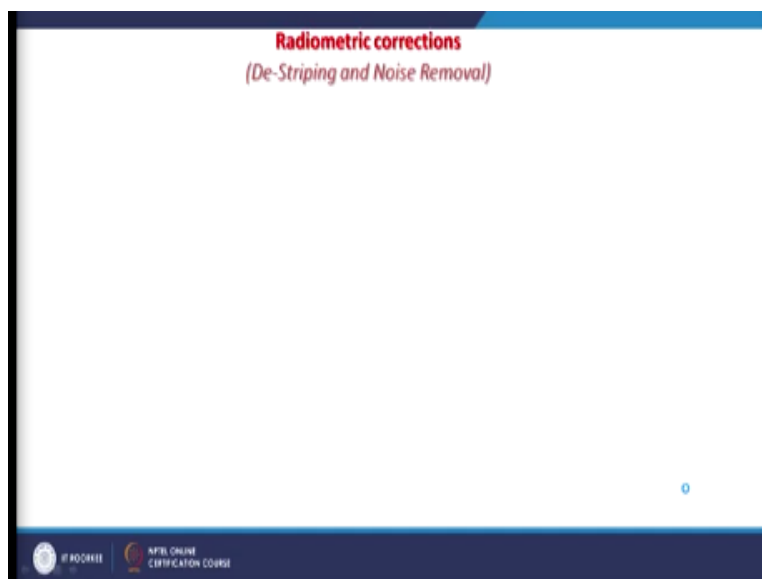 Radiometric corrections
(De-Striping and Noise Removal)
IIT ROORKEE
NPTEL ONLINE
CERTIFICATION COURSE